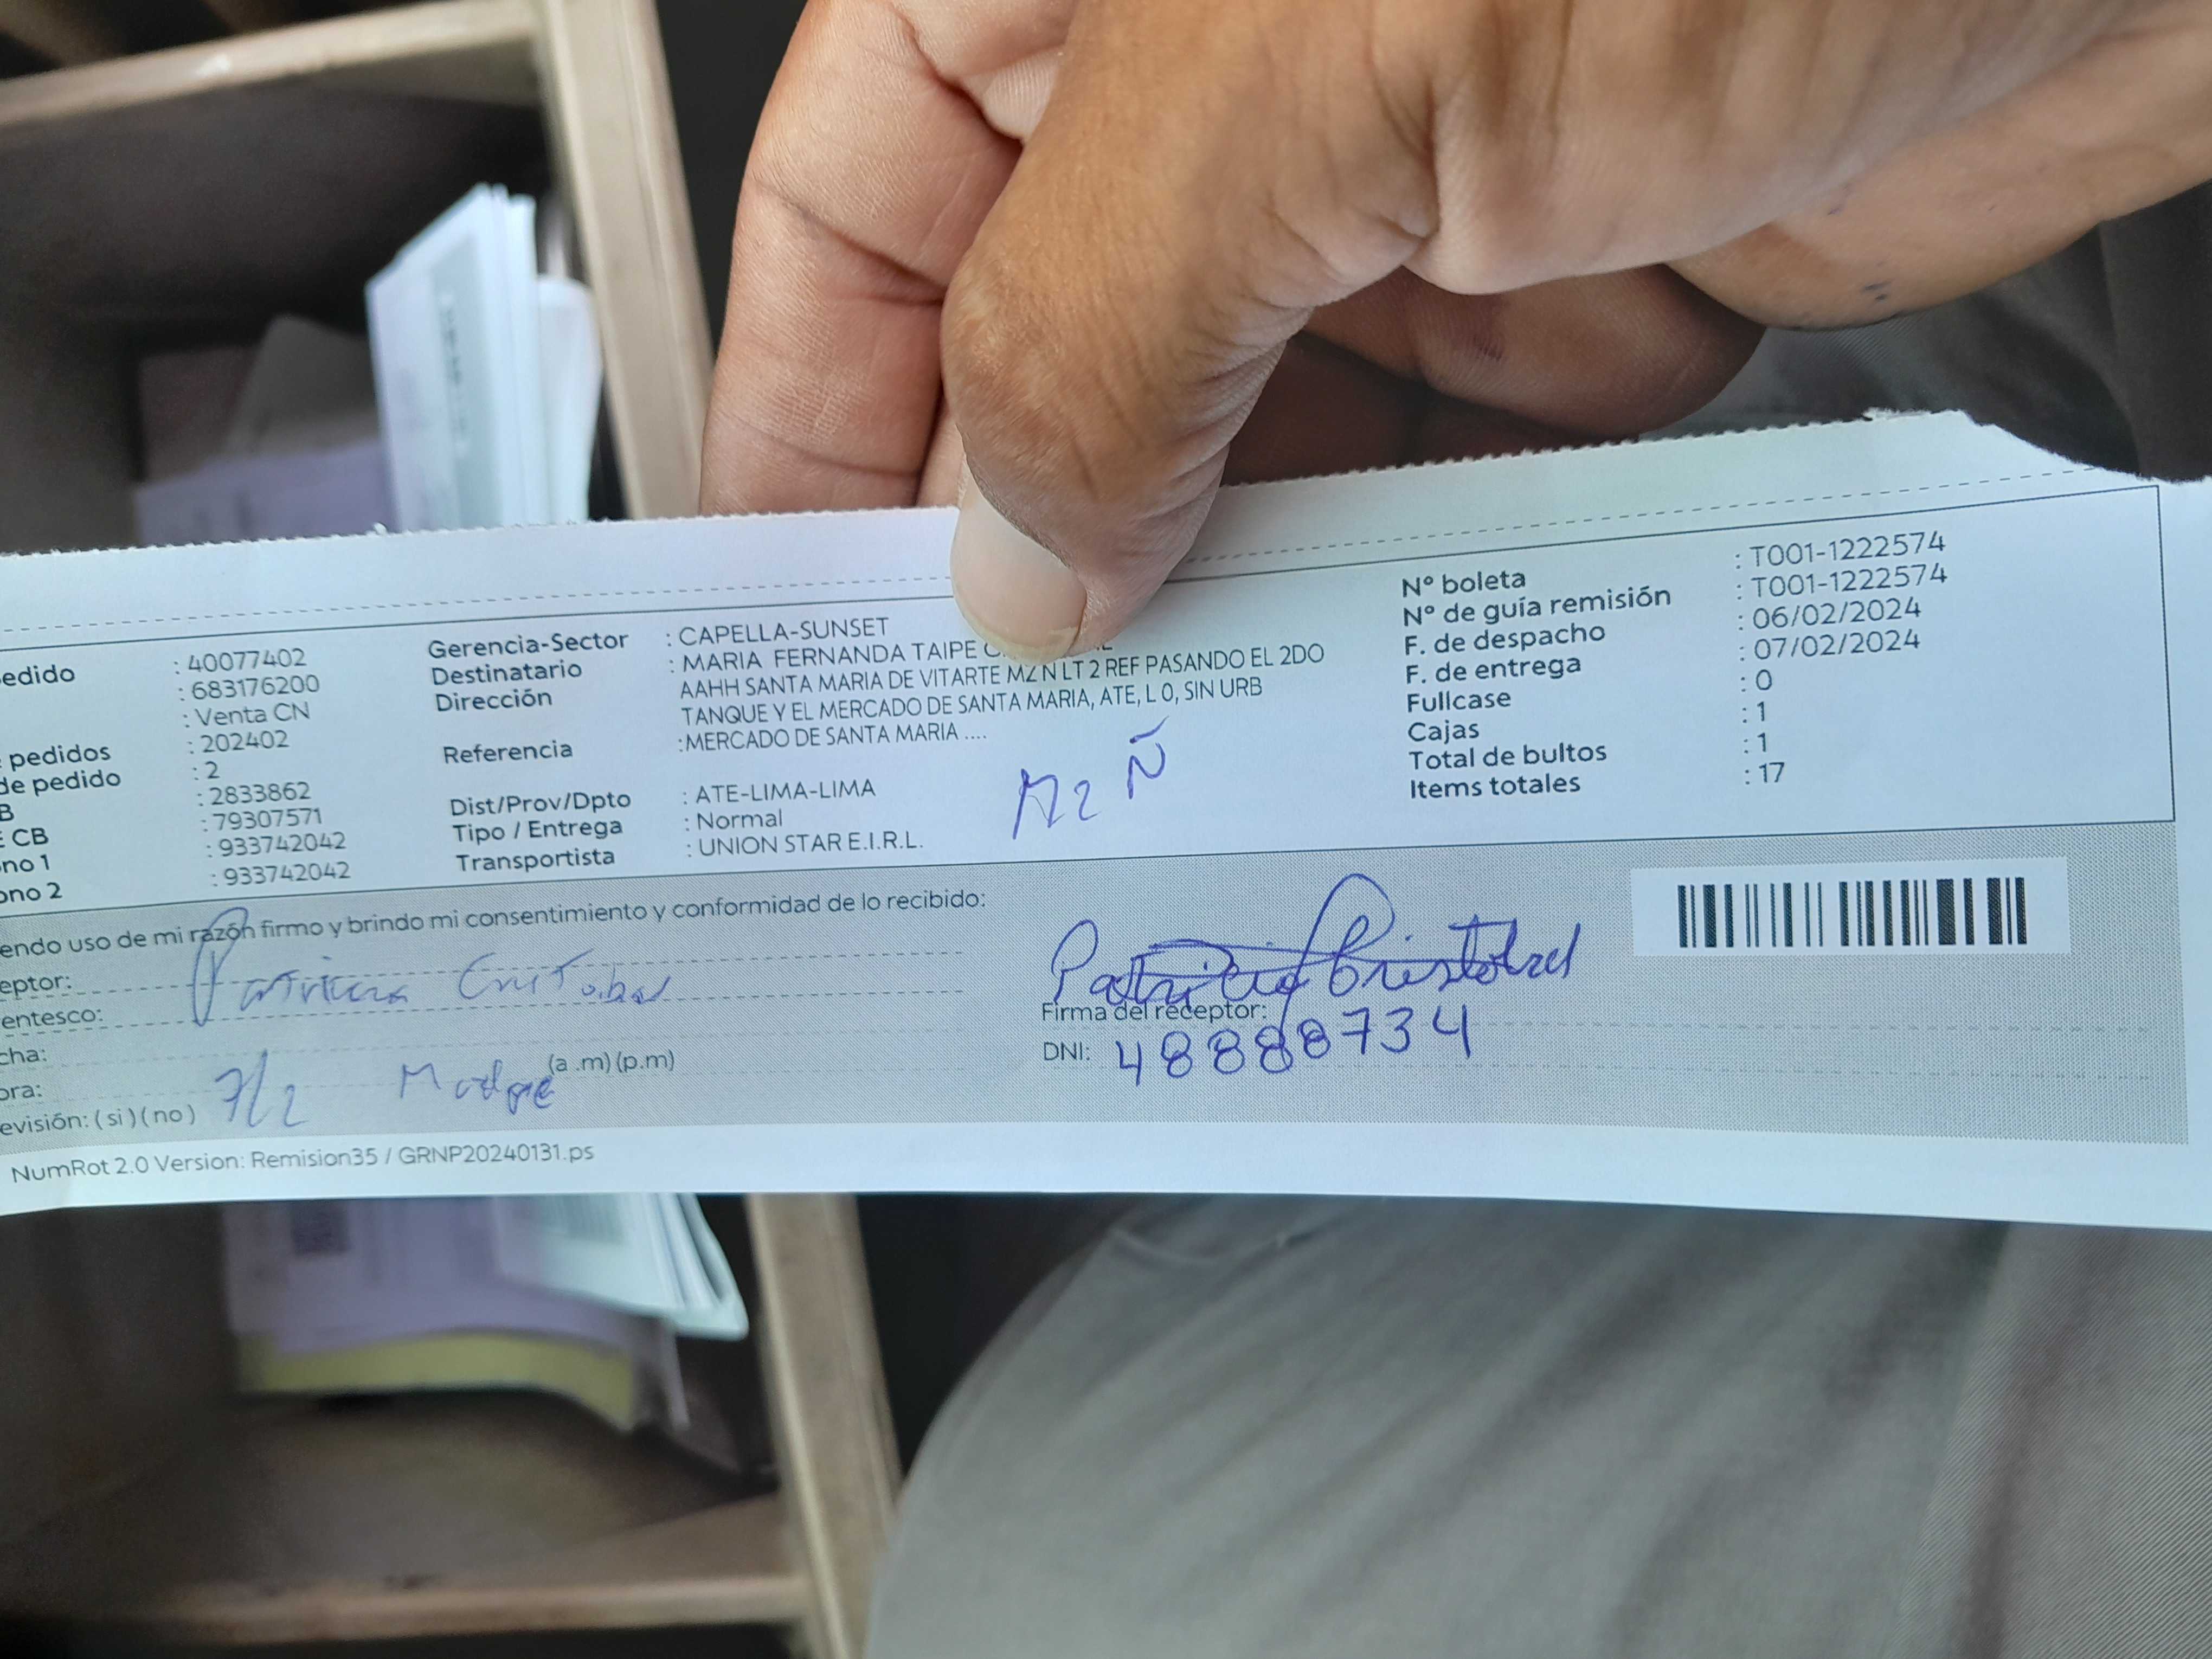 edido : 40077402
: 683176200
: Venta CN
pedidos : 202402
de pedido : 2
B : 2833862
CB : 79307571
no 1 : 933742042
ono 2 : 933742042
Gerencia-Sector : CAPELLA-SUNSET
Destinatario : MARIA FERNANDA TAIPE
Dirección AAHH SANTA MARIA DE VITARTE MZ N LT 2 REF PASANDO EL 2DO
TANQUE Y EL MERCADO DE SANTA MARIA, ATE, L 0, SIN URB
Referencia :MERCADO DE SANTA MARIA ....
Dist/Prov/Dpto : ATE-LIMA-LIMA
Tipo / Entrega : Normal
Transportista : UNION STAR E.I.R.L.
Mz Ñ
Nº boleta : T001-1222574
Nº de guía remisión : T001-1222574
F. de despacho : 06/02/2024
F. de entrega : 07/02/2024
Fullcase : 0
Cajas : 1
Total de bultos : 1
Items totales : 17
endo uso de mi razón firmo y brindo mi consentimiento y conformidad de lo recibido:
eptor: Patricia Cristobal
entesco:
cha:
ora: (a .m) (p.m)
evisión: ( si ) ( no ) 7/2 Madre
Patricia Cristobal
Firma del receptor:
DNI: 48888734
NumRot 2.0 Version: Remision35 / GRNP20240131.ps